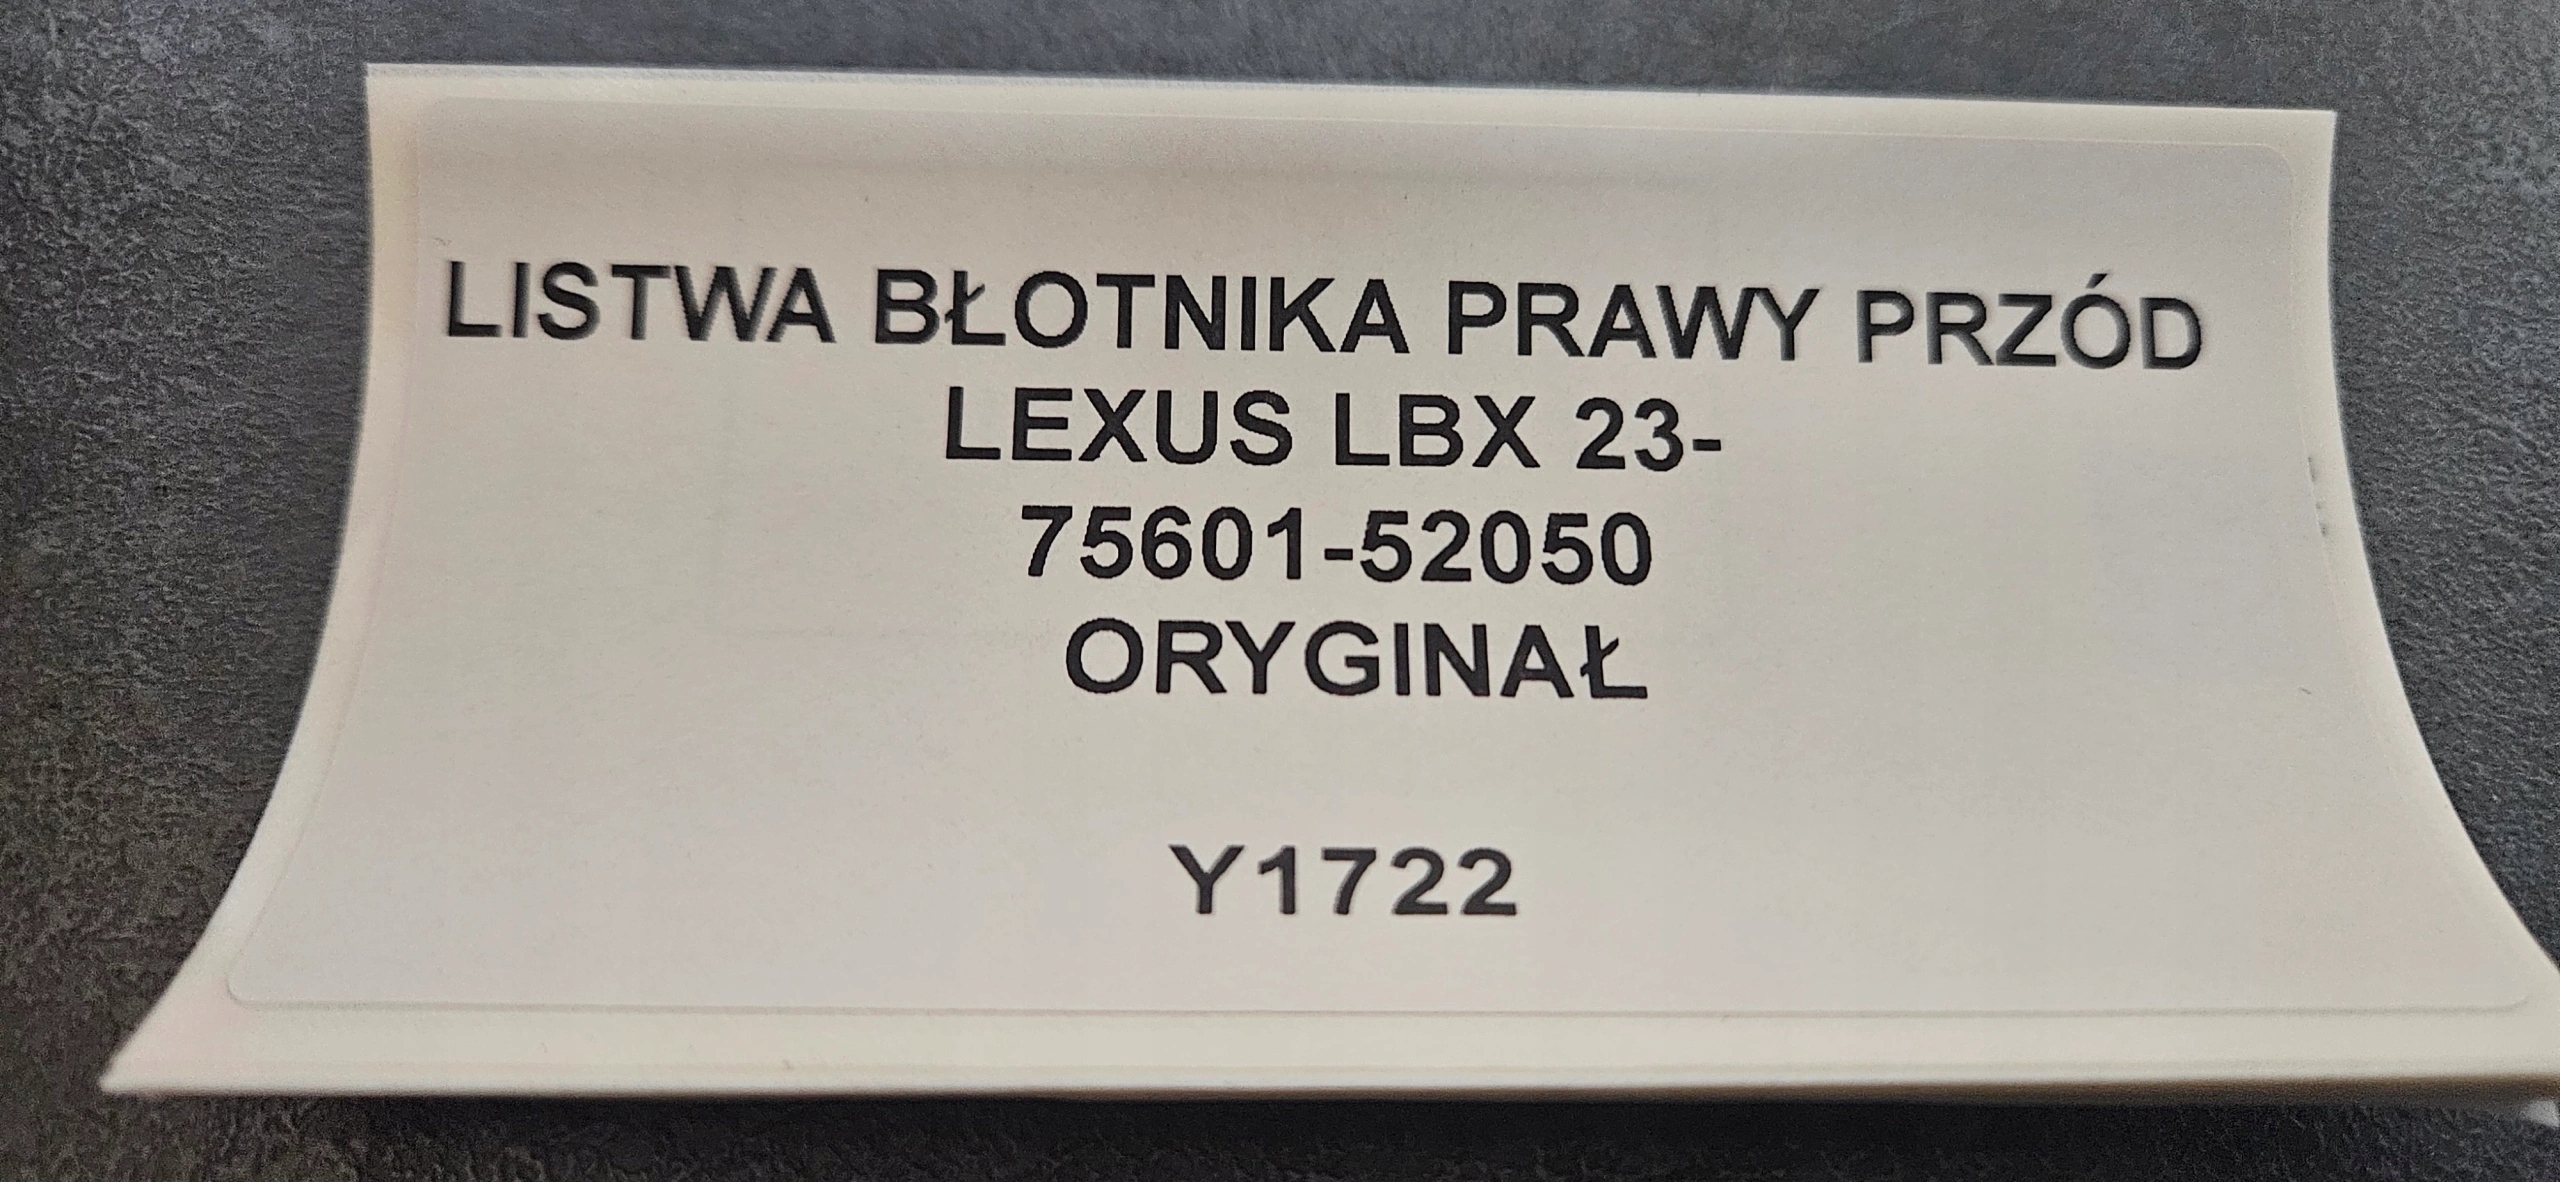 LISTWA BŁOTNIKA PRAWY PRZÓD
LEXUS LBX 23-
75601-52050
ORYGINAŁ
Y1722